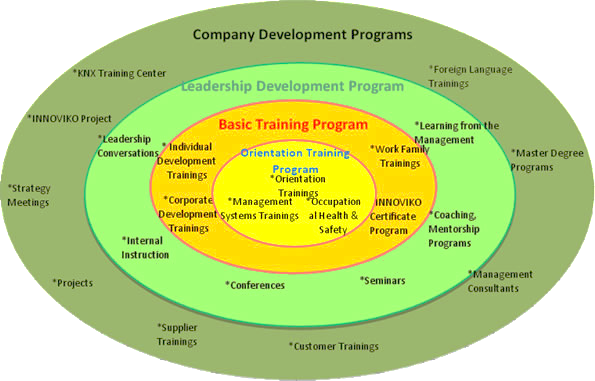 Company Development Programs
*KNX Training Center
*Foreign Language
Trainings
Leadership Development Program
*INNOVIKO Project
Basic Training Program
*Learning from the
Management
*Leadership
Conversations
*Individual
Development
Trainings
Orientation Training
Program
*Work Family
Trainings
*Master Degree
Programs
*Orientation
Trainings
*Strategy
Meetings
*Corporate
Development
Trainings
*Management
Systems Trainings
*Occupation
al Health &
Safety
INNOVIKO
Certificate
Program
*Coaching,
Mentorship
Programs
*Internal
Instruction
*Projects
*Conferences
*Seminars
*Management
Consultants
*Supplier
Trainings
*Customer Trainings